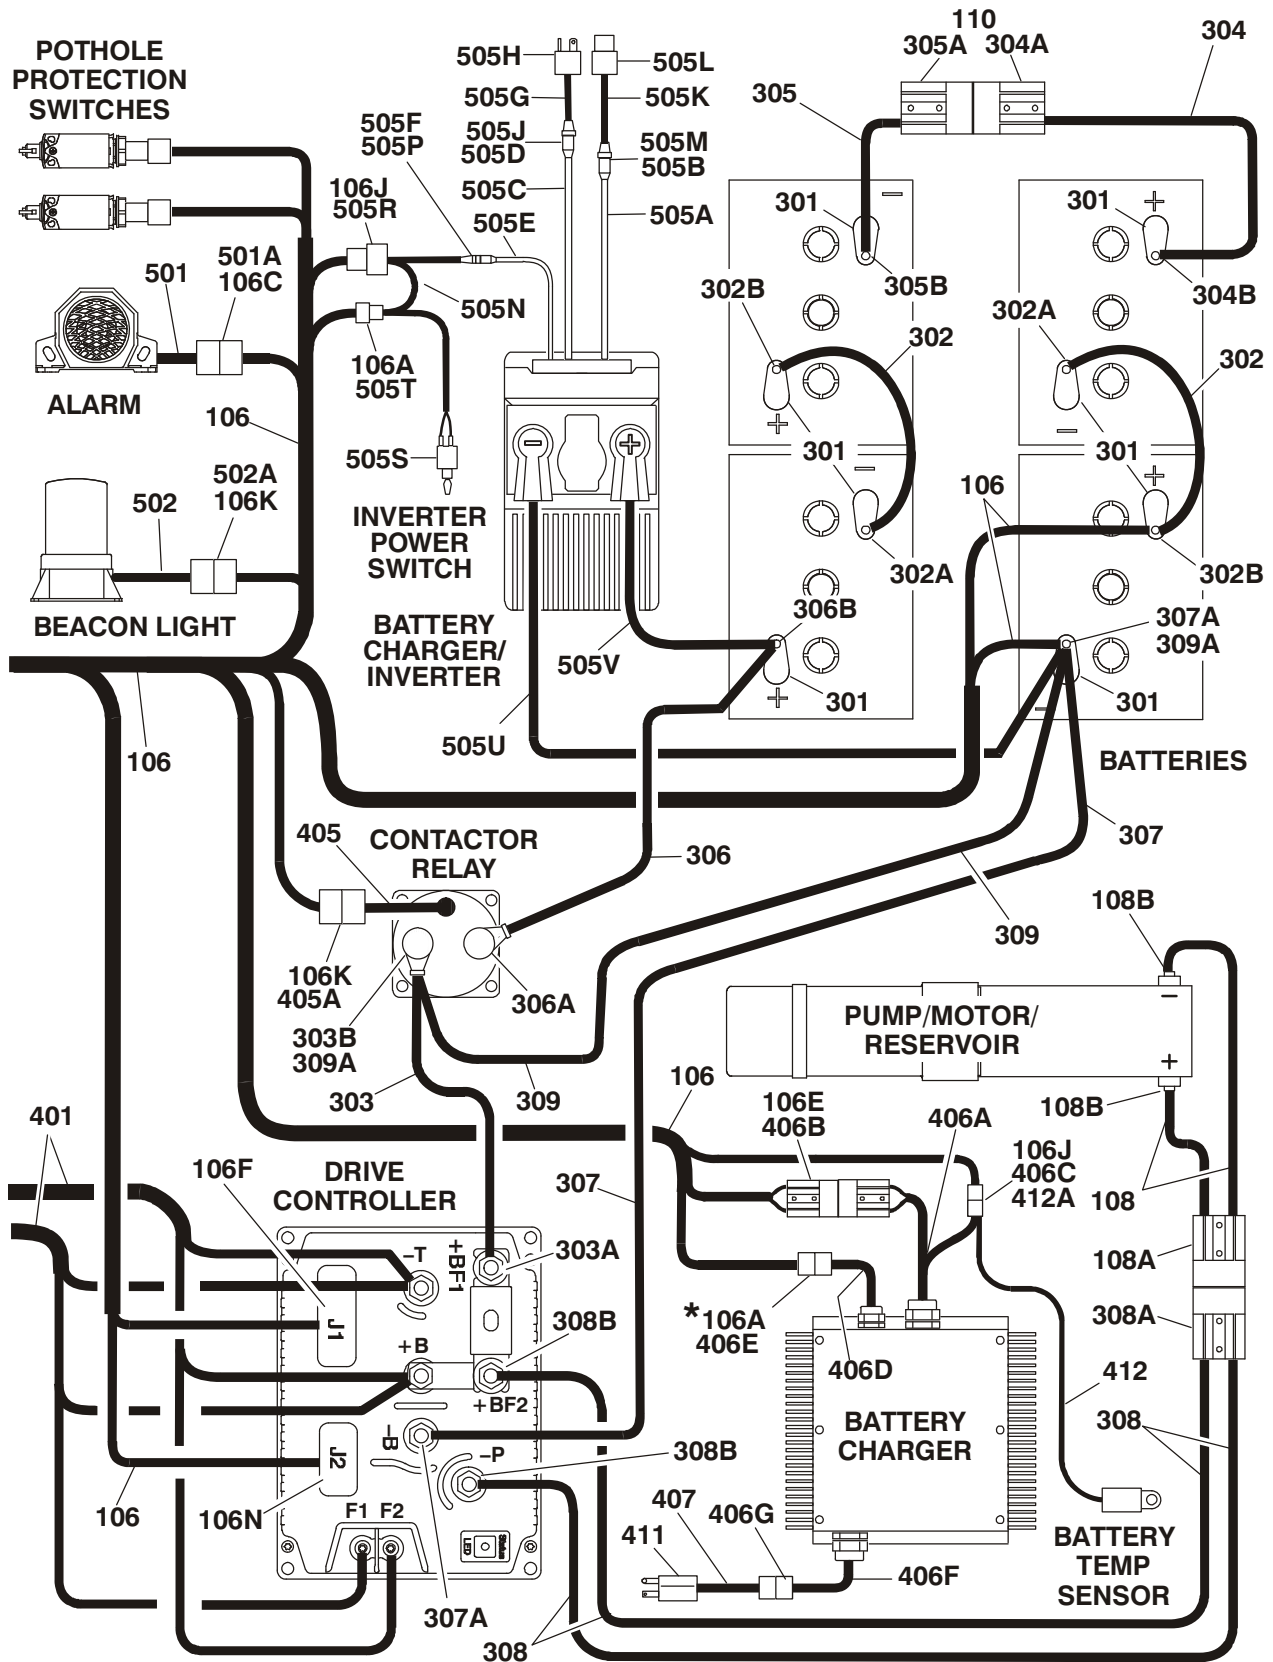 110
305A 304A
304
POTHOLE
PROTECTION
SWITCHES
505H
505L
505G
505K
305
505F
505P
505J
505D
505M
505B
106J
505R
505C
505A
301
301
505E
501
501A
106C
505N
302B
305B
304B
302A
302
302
106A
505T
ALARM
106
301
301
505S
502A
106K
502
106
INVERTER
POWER
SWITCH
302A
302B
306B
307A
309A
BEACON LIGHT
BATTERY
CHARGER/
INVERTER
505V
301
301
505U
106
BATTERIES
405
CONTACTOR
RELAY
306
307
108B
309
106K
405A
306A
303B
309A
PUMP/MOTOR/
RESERVOIR
−
+
303
309
106
106E
406B
406A
108B
401
106J
406C
412A
106F
DRIVE
CONTROLLER
307
108
−T
+BF1
303A
108A
J1
308B
*106A
406E
308A
+B
406D
412
+BF2
BATTERY
CHARGER
308
−B
−P
308B
J2
106
106N
F1 F2
407
406G
411
Status
LED
BATTERY
TEMP
SENSOR
406F
307A
308